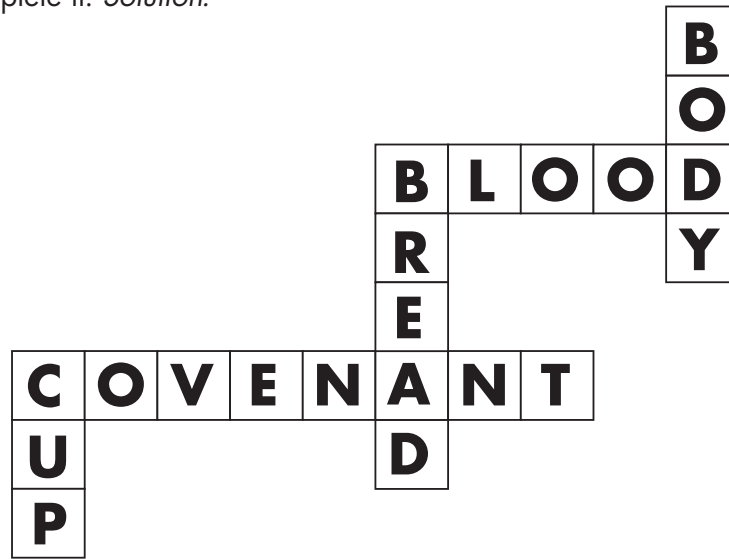 plete it. Solution:
B
O
BLOOD
R Y
E
COVENANT
U D
P